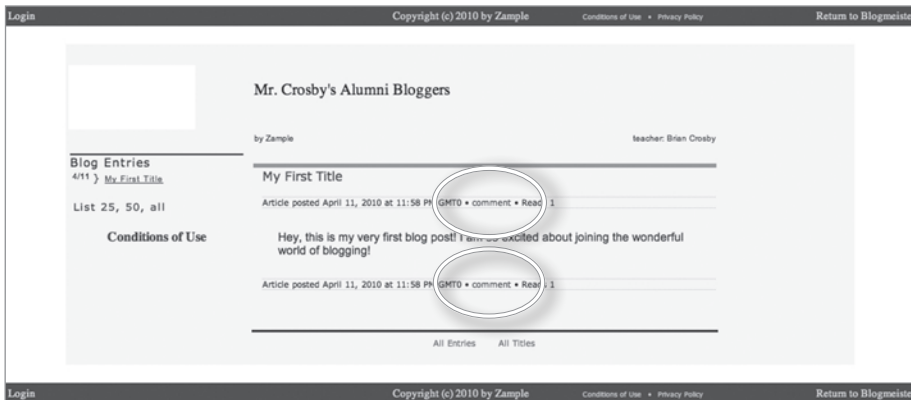 Login Copyright (c) 2010 by Zample Conditions of Use • Privacy Policy Return to Blogmeiste
Mr. Crosby's Alumni Bloggers
by Zample teacher: Brian Crosby
Blog Entries
4/11 } My First Title
List 25, 50, all
Conditions of Use
My First Title
Article posted April 11, 2010 at 11:58 PM GMT0 • comment • Reads 1
Hey, this is my very first blog post! I am so excited about joining the wonderful
world of blogging!
Article posted April 11, 2010 at 11:58 PM GMT0 • comment • Reads 1
All Entries All Titles
Login Copyright (c) 2010 by Zample Conditions of Use • Privacy Policy Return to Blogmeiste